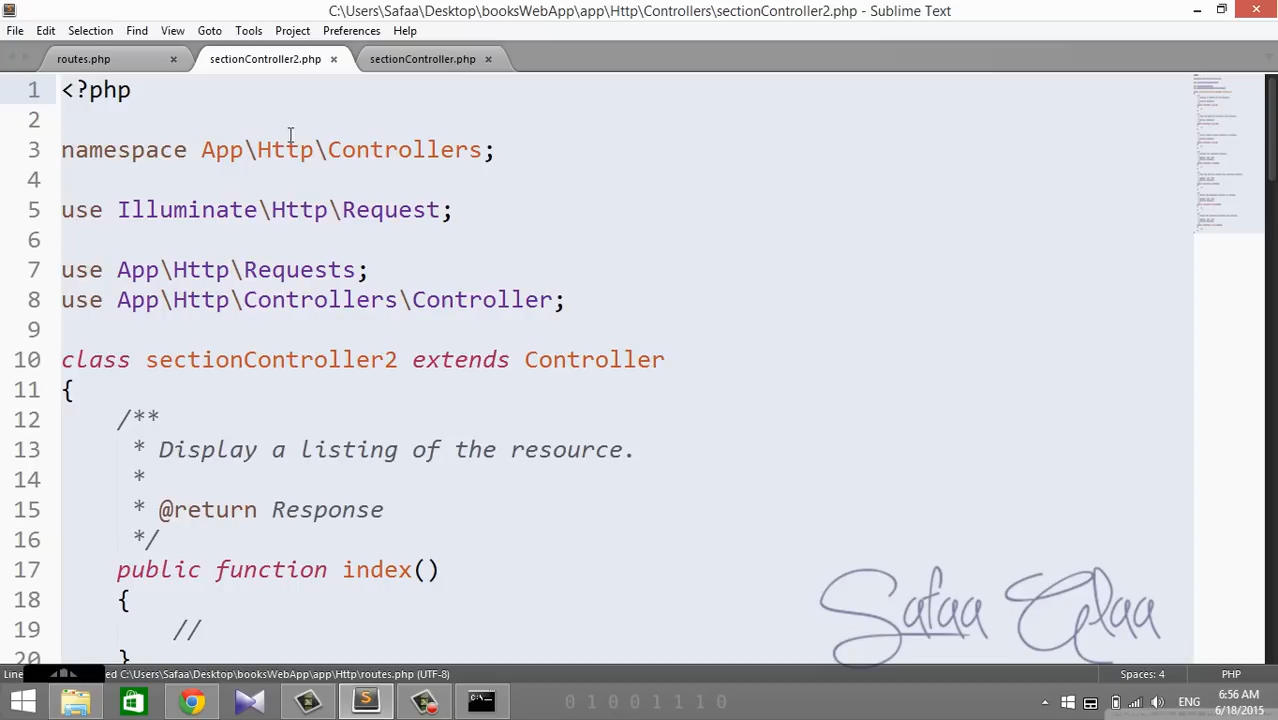 C:\Users\Safaa\Desktop\booksWebApp\app\Http\Controllers\sectionController2.php - Sublime Text
File Edit Selection Find View Goto Tools Project Preferences Help
routes.php sectionController2.php sectionController.php
1 <?php
2
3 namespace App\Http\Controllers;
4
5 use Illuminate\Http\Request;
6
7 use App\Http\Requests;
8 use App\Http\Controllers\Controller;
9
10 class sectionController2 extends Controller
11 {
12 /**
13 * Display a listing of the resource.
14 *
15 * @return Response
16 */
17 public function index()
18 {
19 //
20 }
Safaa Alaa
Line C:\Users\Safaa\Desktop\booksWebApp\app\Http\routes.php (UTF-8) Spaces: 4 PHP
01001110
ENG
6:56 AM
6/18/2015